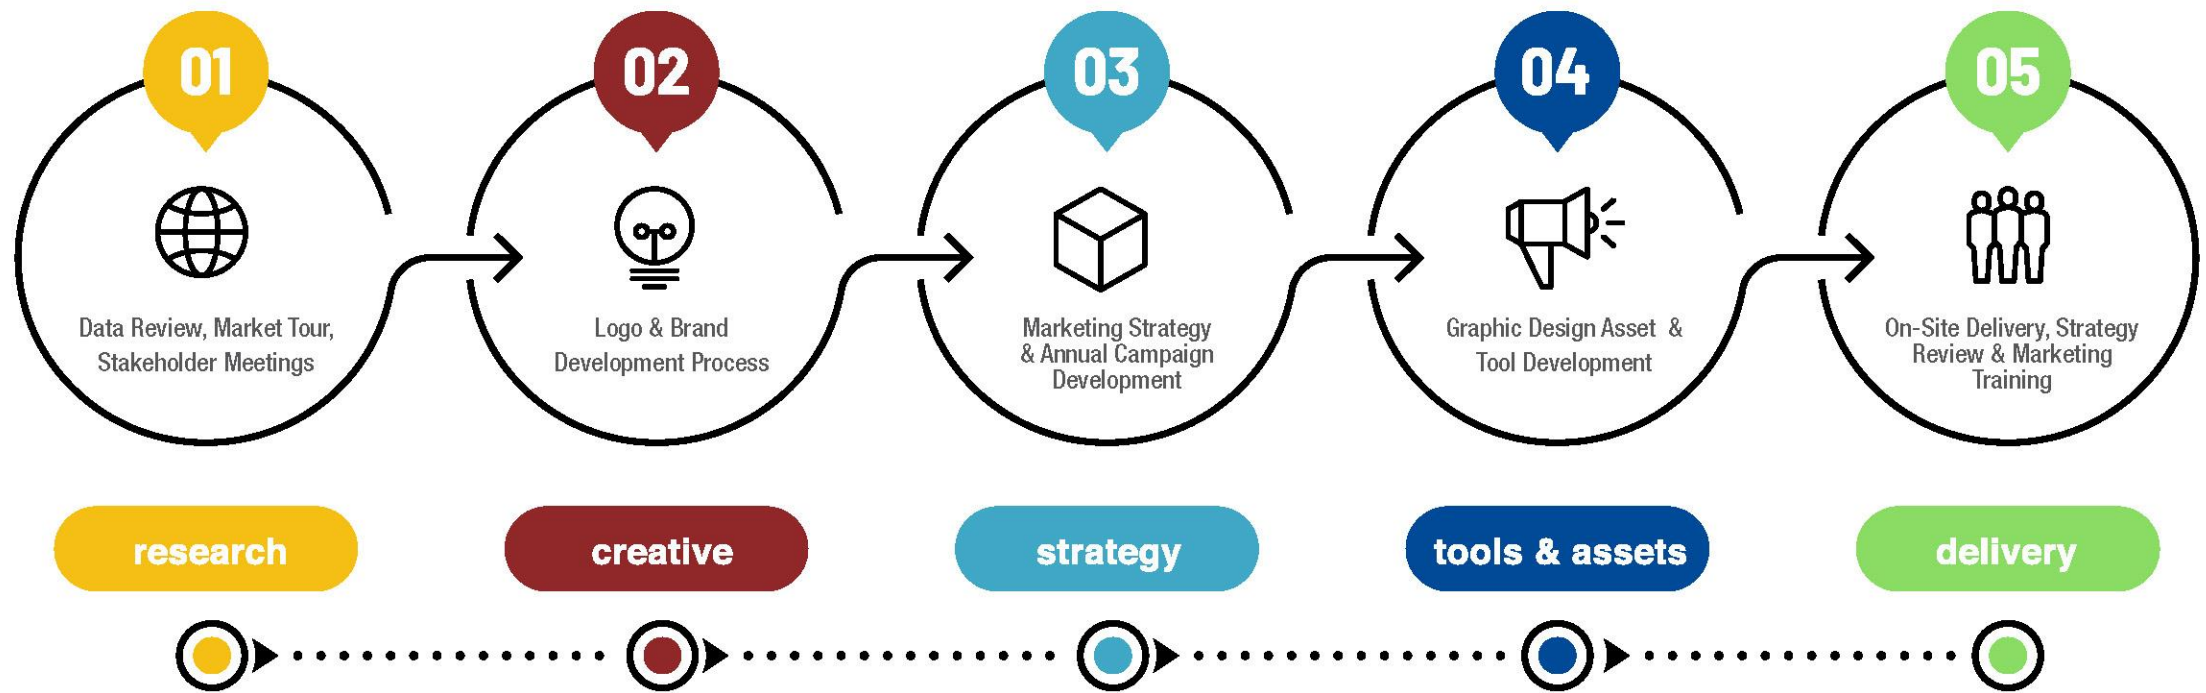 01
02
03
04
05
Data Review, Market Tour,
Stakeholder Meetings
Logo & Brand
Development Process
Marketing Strategy
& Annual Campaign
Development
Graphic Design Asset &
Tool Development
On-Site Delivery, Strategy
Review & Marketing
Training
research
creative
strategy
tools & assets
delivery